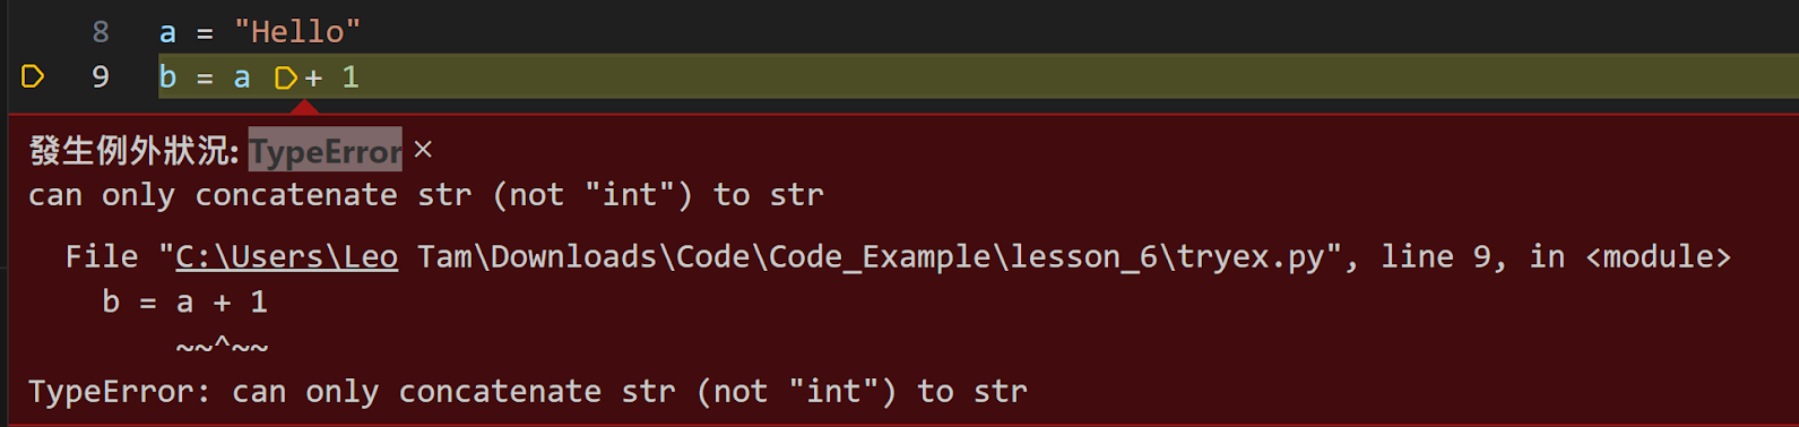 8 a = "Hello"
9 b = a + 1
發生例外狀況: TypeError ×
can only concatenate str (not "int") to str
File "C:\Users\Leo Tam\Downloads\Code\Code_Example\lesson_6\tryex.py", line 9, in <module>
b = a + 1
~~^~~
TypeError: can only concatenate str (not "int") to str